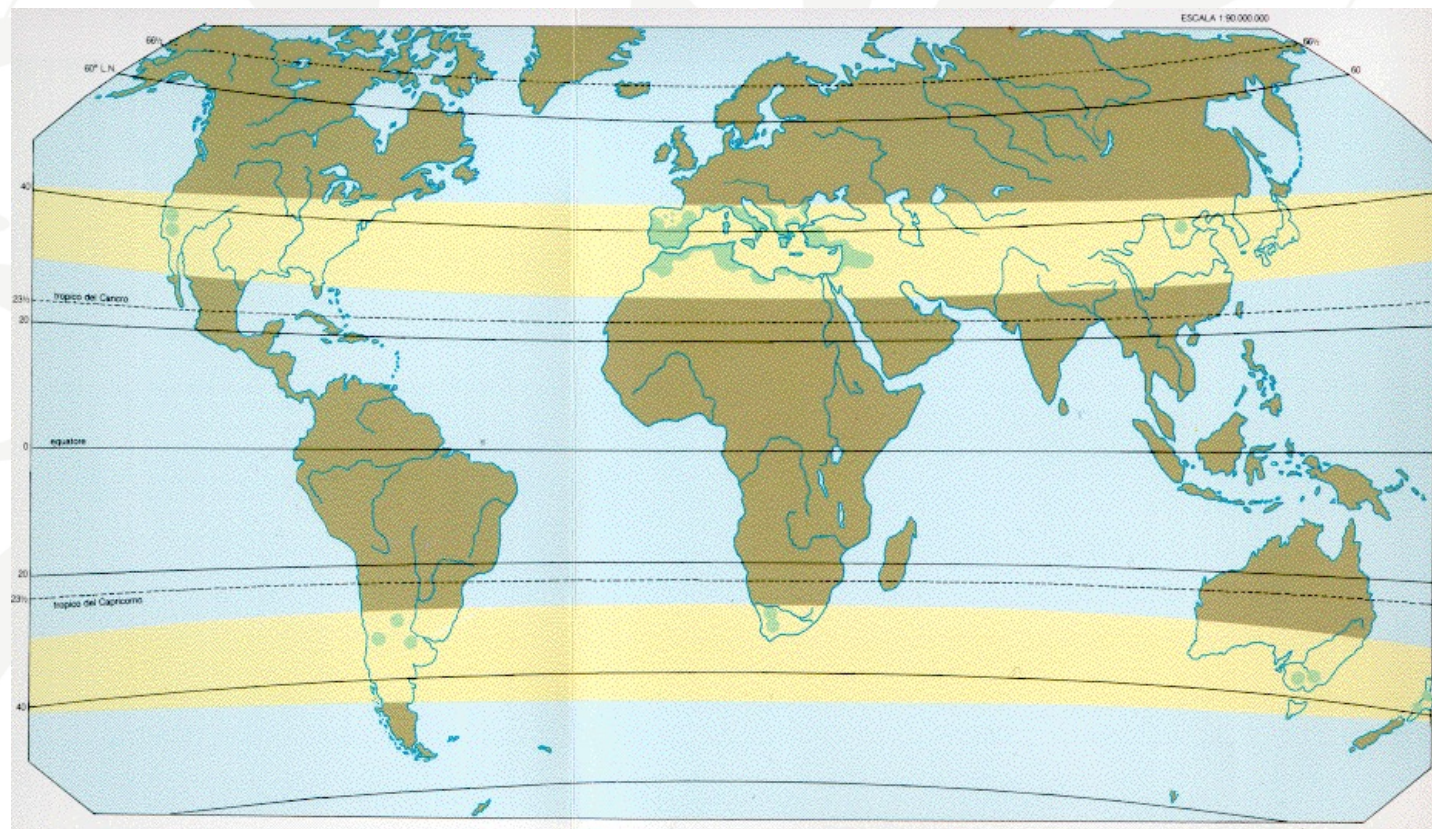 ESCALA 1:90.000.000
66½
66½
60° L.N.
60
40
tropico del Cancro
23½
20
equatore
0
20
23½
tropico del Capricorno
40